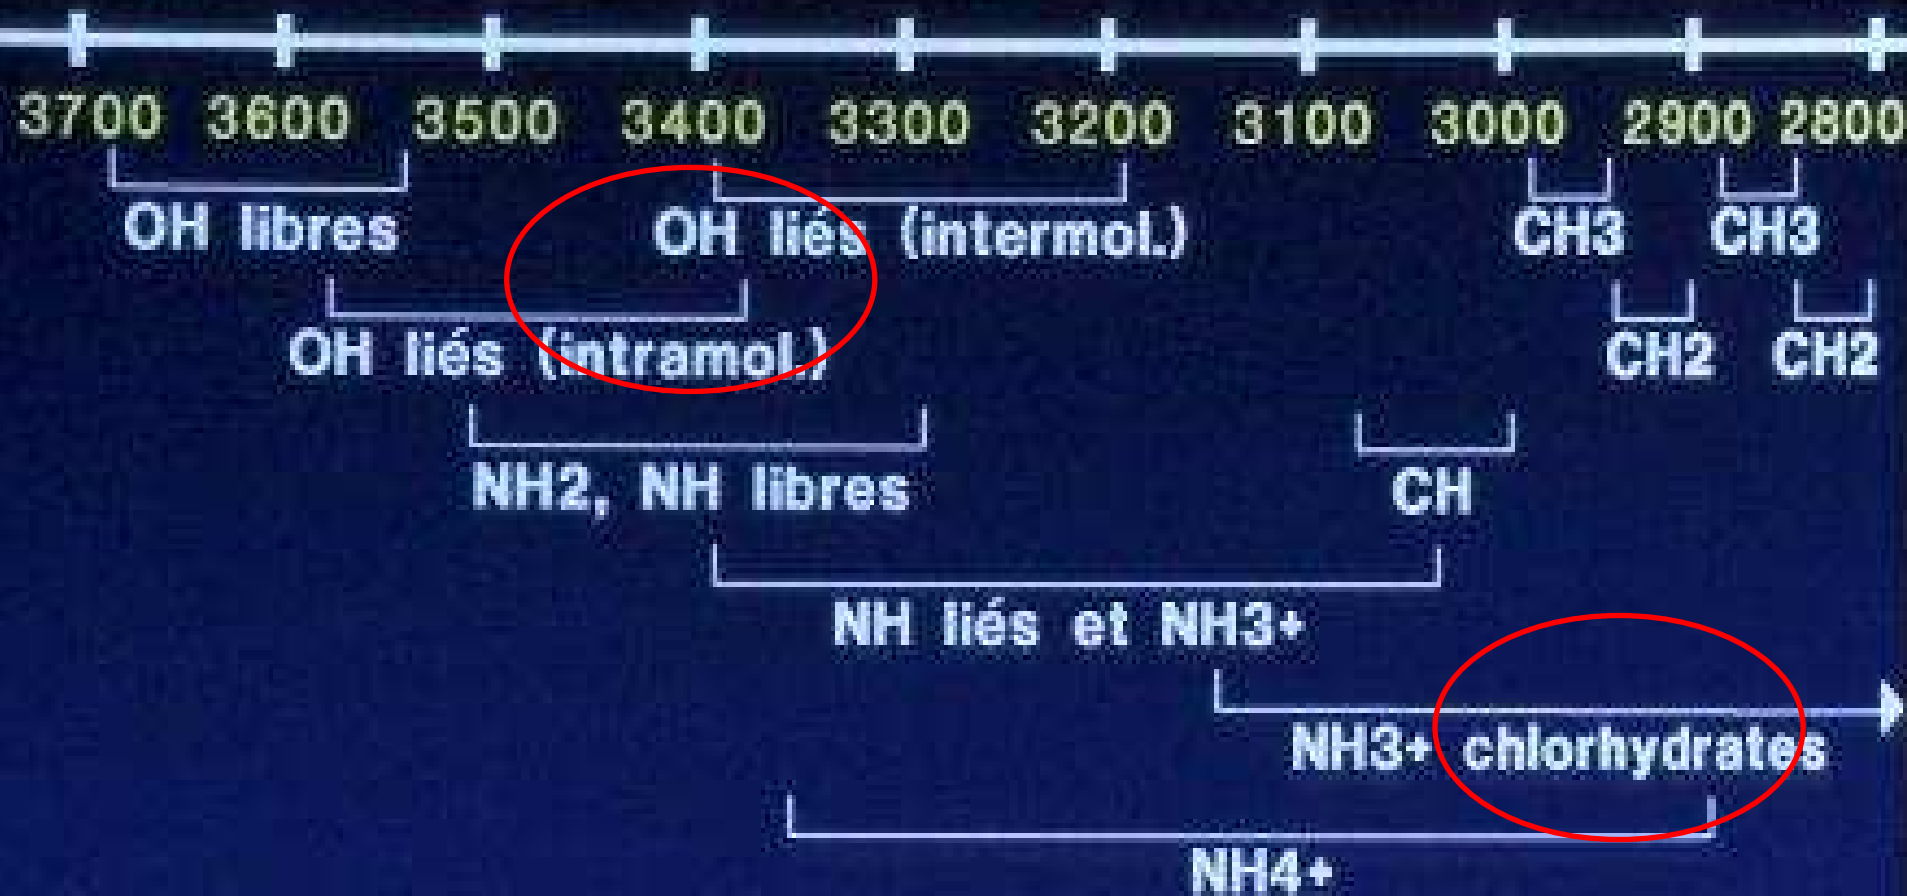 3700 3600 3500 3400 3300 3200 3100 3000 2900 2800
OH libres
OH liés (intermol.)
CH3
CH3
OH liés (intramol.)
CH2
CH2
NH2, NH libres
CH
NH liés et NH3+
NH3+ chlorhydrates
NH4+